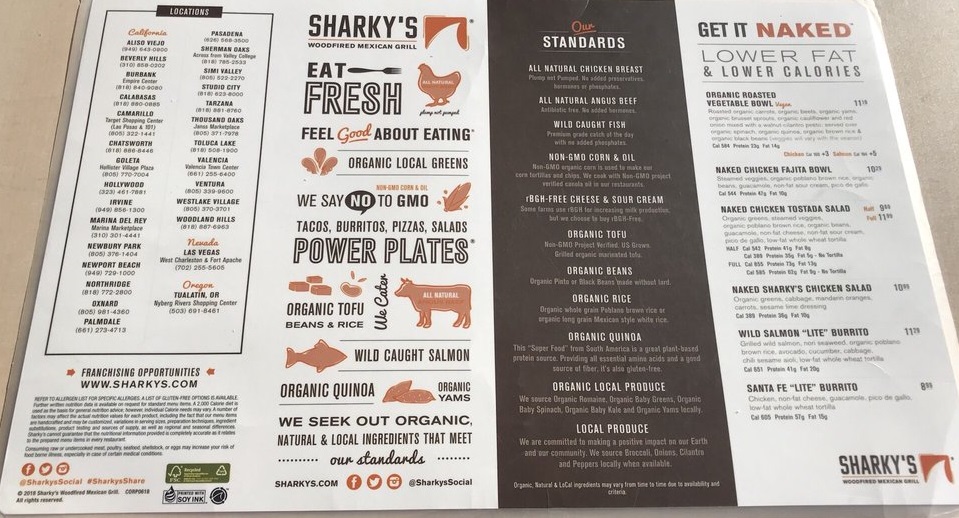 LOCATIONS
California
ALISO VIEJO
(949) 643-0900
BEVERLY HILLS
(310) 858-0202
BURBANK
Empire Center
(818) 840-9080
CALABASAS
(818) 880-0885
CAMARILLO
Target Shopping Center
(Las Posas & 101)
(805) 322-1441
CHATSWORTH
(818) 886-8446
GOLETA
Hollister Village Plaza
(805) 770-7004
HOLLYWOOD
(323) 461-7881
IRVINE
(949) 856-1300
MARINA DEL REY
Marina Marketplace
(310) 301-4441
NEWBURY PARK
(805) 376-1404
NEWPORT BEACH
(949) 729-1000
NORTHRIDGE
(818) 772-2800
OXNARD
(805) 981-4360
PALMDALE
(661) 273-4713
PASADENA
(626) 568-3500
SHERMAN OAKS
Across from Valley College
(818) 785-2533
SIMI VALLEY
(805) 522-2270
STUDIO CITY
(818) 623-8000
TARZANA
(818) 881-8760
THOUSAND OAKS
Janss Marketplace
(805) 371-7978
TOLUCA LAKE
(818) 508-1900
VALENCIA
Valencia Town Center
(661) 255-6400
VENTURA
(805) 339-9600
WESTLAKE VILLAGE
(805) 370-3701
WOODLAND HILLS
(818) 887-6963
Nevada
LAS VEGAS
West Charleston & Fort Apache
(702) 255-5605
Oregon
TUALATIN, OR
Nyberg Rivers Shopping Center
(503) 691-6461
FRANCHISING OPPORTUNITIES
WWW.SHARKYS.COM
REFER TO ALLERGEN LIST FOR SPECIFIC ALLERGENS. A LIST OF GLUTEN-FREE OPTIONS IS AVAILABLE.
Further written nutrition data is available on request for standard menu items. A 2,000 Calorie diet is
used as the basis for general nutrition advice; however, individual Calorie needs may vary. A number of
factors may affect the actual nutrition values for each product, including the fact that our menu items
are handcrafted and may be customized, variations in serving sizes, preparation techniques, ingredient
substitutions, product testing and sources of supply, as well as regional and seasonal differences.
Sharky's cannot guarantee that the nutritional information provided is completely accurate as it relates
to the prepared menu items in every restaurant.
Consuming raw or undercooked meat, poultry, seafood, shellstock, or eggs may increase your risk of
food borne illness, especially in case of certain medical conditions.
@SharkysSocial #SharkysShare
© 2018 Sharky's Woodfired Mexican Grill. CORP0618
All rights reserved.
FSC
Recycled
PRINTED WITH
SOY INK
SHARKY'S
WOODFIRED MEXICAN GRILL
EAT
FRESH
ALL NATURAL
plump not pumped
FEEL Good ABOUT EATING
ORGANIC LOCAL GREENS
NON-GMO CORN & OIL
WE SAY NO TO GMO
TACOS, BURRITOS, PIZZAS, SALADS
POWER PLATES
ORGANIC TOFU
BEANS & RICE
We Cater
ALL NATURAL
WILD CAUGHT SALMON
ORGANIC QUINOA
ORGANIC
YAMS
WE SEEK OUT ORGANIC,
NATURAL & LOCAL INGREDIENTS THAT MEET
our standards
SHARKYS.COM @SharkysSocial
Our
STANDARDS
ALL NATURAL CHICKEN BREAST
Plump not Pumped. No added preservatives,
hormones or phosphates.
ALL NATURAL ANGUS BEEF
Antibiotic free. No added hormones.
WILD CAUGHT FISH
Premium grade catch of the day
with no added phosphates.
NON-GMO CORN & OIL
Non-GMO organic corn is used to make our
corn tortillas and chips. We cook with Non-GMO project
verified canola oil in our restaurants.
rBGH-FREE CHEESE & SOUR CREAM
Some farms use rBGH for increasing milk production,
but we choose to buy rBGH-Free.
ORGANIC TOFU
Non-GMO Project Verified. US Grown.
Grilled organic marinated tofu.
ORGANIC BEANS
Organic Pinto or Black Beans made without lard.
ORGANIC RICE
Organic whole grain Poblano brown rice or
organic long grain Mexican style white rice.
ORGANIC QUINOA
This "Super Food" from South America is a great plant-based
protein source. Providing all essential amino acids and a good
source of fiber, it's also gluten-free.
ORGANIC LOCAL PRODUCE
We source Organic Romaine, Organic Baby Greens, Organic
Baby Spinach, Organic Baby Kale and Organic Yams locally.
LOCAL PRODUCE
We are committed to making a positive impact on our Earth
and our community. We source Broccoli, Onions, Cilantro
and Peppers locally when available.
Organic, Natural & LoCal ingredients may vary from time to time due to availability and
criteria.
GET IT NAKED
LOWER FAT
& LOWER CALORIES
ORGANIC ROASTED
VEGETABLE BOWL Vegan 11.79
Roasted organic carrots, organic beets, organic yams,
organic brussel sprouts, organic cauliflower and red
onion mixed with a walnut cilantro pesto; served over
organic spinach, organic quinoa, organic brown rice &
organic black beans (veggies will vary with the season)
Cal 584 Protein 23g Fat 14g
Chicken +3 Salmon +5
NAKED CHICKEN FAJITA BOWL 10.29
Steamed veggies, organic poblano brown rice, organic
beans, guacamole, non-fat sour cream, pico de gallo
Cal 544 Protein 47g Fat 10g
NAKED CHICKEN TOSTADA SALAD Half 9.99
Full 11.99
Organic greens, steamed veggies,
organic poblano brown rice, organic beans,
guacamole, non-fat cheese, non-fat sour cream,
pico de gallo, low-fat whole wheat tortilla
HALF Cal 542 Protein 41g Fat 8g
Cal 386 Protein 35g Fat 5g - No Tortilla
FULL Cal 855 Protein 73g Fat 13g
Cal 585 Protein 62g Fat 9g - No Tortilla
NAKED SHARKY'S CHICKEN SALAD 10.99
Organic greens, cabbage, mandarin oranges,
carrots, sesame lime dressing
Cal 389 Protein 36g Fat 10g
WILD SALMON "LITE" BURRITO 11.29
Grilled wild salmon, non seaweed, organic poblano
brown rice, avocado, cucumber, cabbage,
chili sesame aioli, low-fat whole wheat tortilla
Cal 651 Protein 41g Fat 20g
SANTA FE "LITE" BURRITO 8.99
Chicken, non-fat cheese, guacamole, pico de gallo,
low-fat whole wheat tortilla
Cal 605 Protein 57g Fat 15g
SHARKY'S
WOODFIRED MEXICAN GRILL